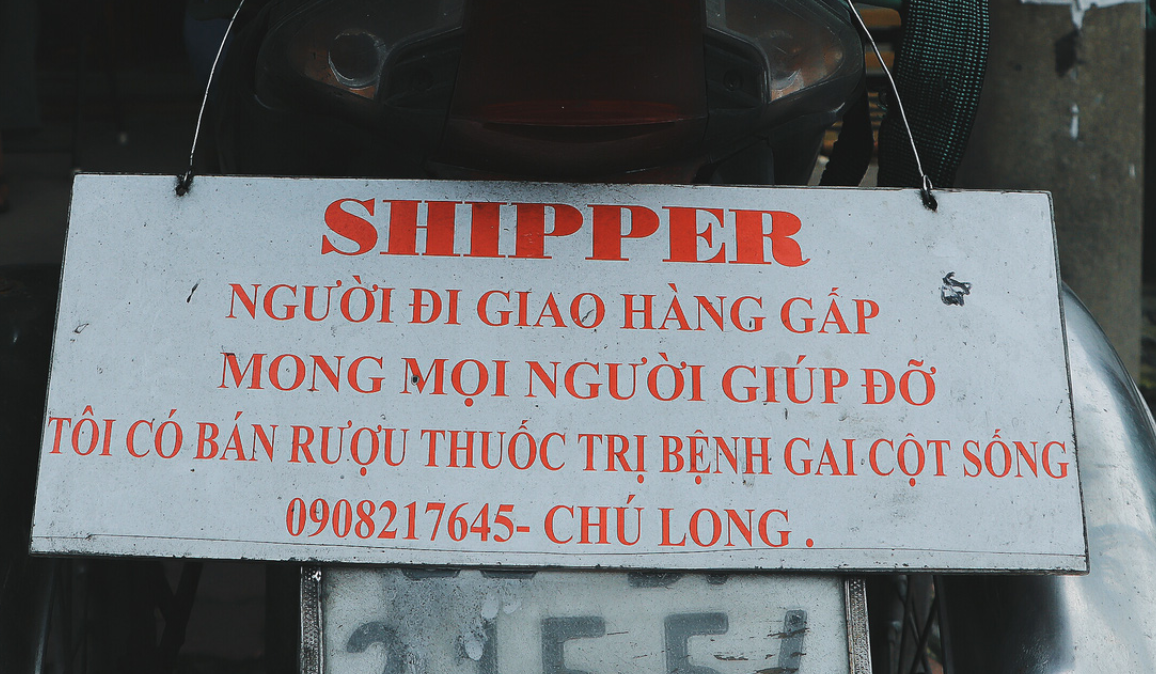 SHIPPER
NGƯỜI ĐI GIAO HÀNG GẤP
MONG MỌI NGƯỜI GIÚP ĐỠ
TÔI CÓ BÁN RƯỢU THUỐC TRỊ BỆNH GAI CỘT SỐNG
0908217645- CHÚ LONG .